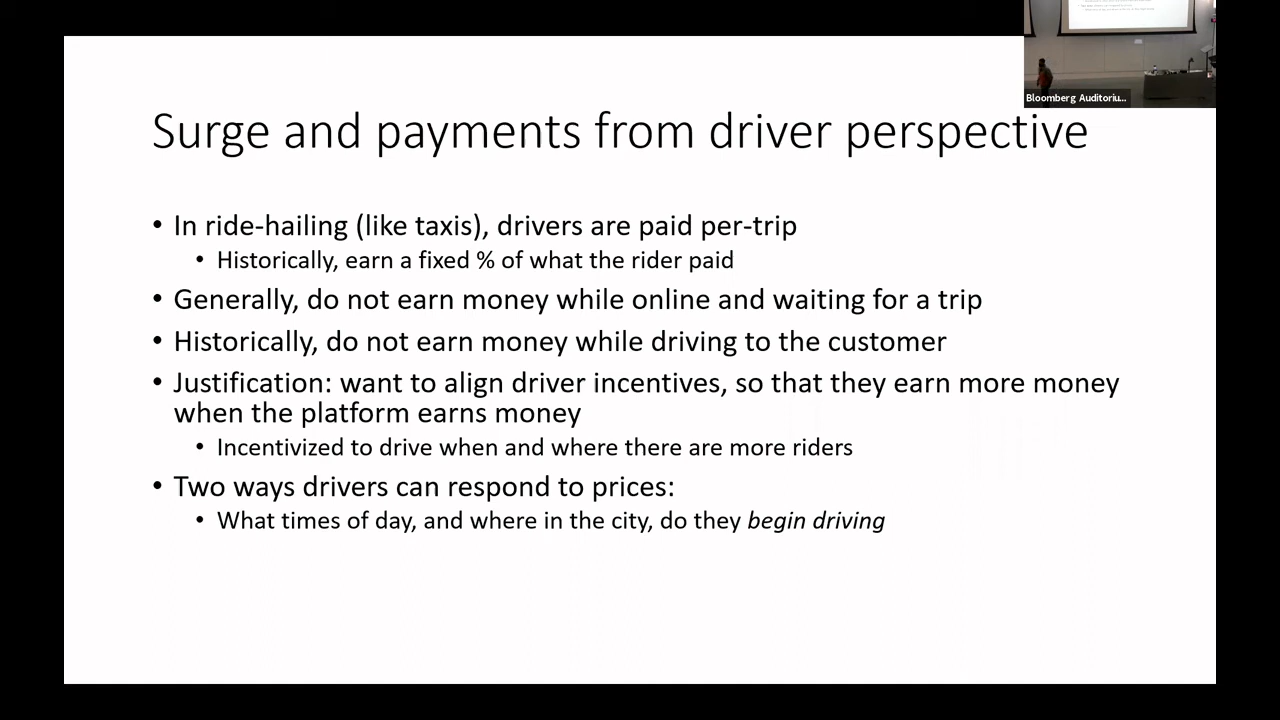 Bloomberg Auditoriu...
Surge and payments from driver perspective
• In ride-hailing (like taxis), drivers are paid per-trip
• Historically, earn a fixed % of what the rider paid
• Generally, do not earn money while online and waiting for a trip
• Historically, do not earn money while driving to the customer
• Justification: want to align driver incentives, so that they earn more money
when the platform earns money
• Incentivized to drive when and where there are more riders
• Two ways drivers can respond to prices:
• What times of day, and where in the city, do they begin driving